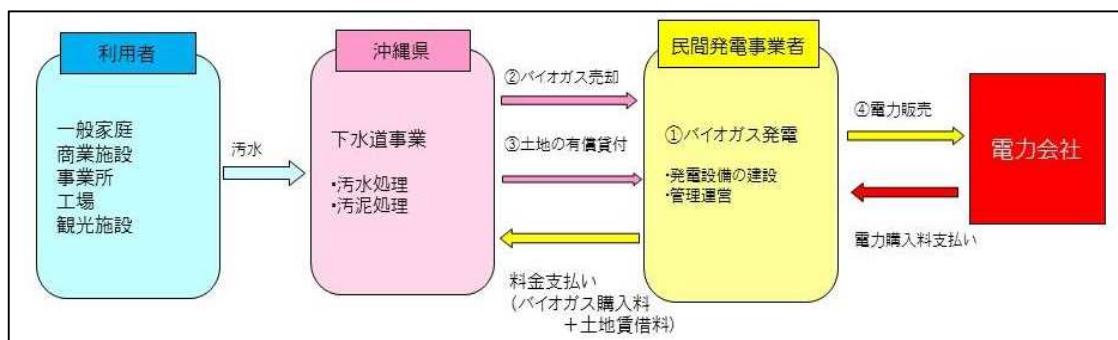 利用者
一般家庭
商業施設
事業所
工場
観光施設
汚水
沖縄県
下水道事業
・汚水処理
・汚泥処理
②バイオガス売却
③土地の有償貸付
料金支払い
(バイオガス購入料
+土地賃借料)
民間発電事業者
①バイオガス発電
・発電設備の建設
・管理運営
④電力販売
電力購入料支払い
電力会社